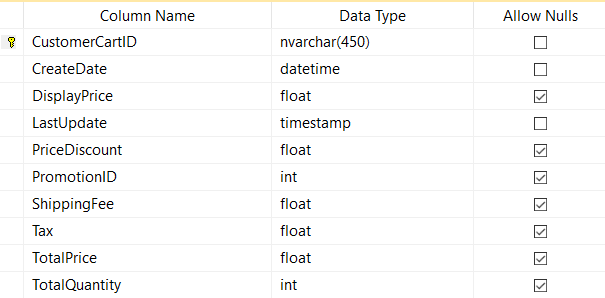 Column Name Data Type Allow Nulls
CustomerCartID nvarchar(450)
CreateDate datetime
DisplayPrice float
LastUpdate timestamp
PriceDiscount float
PromotionID int
ShippingFee float
Tax float
TotalPrice float
TotalQuantity int